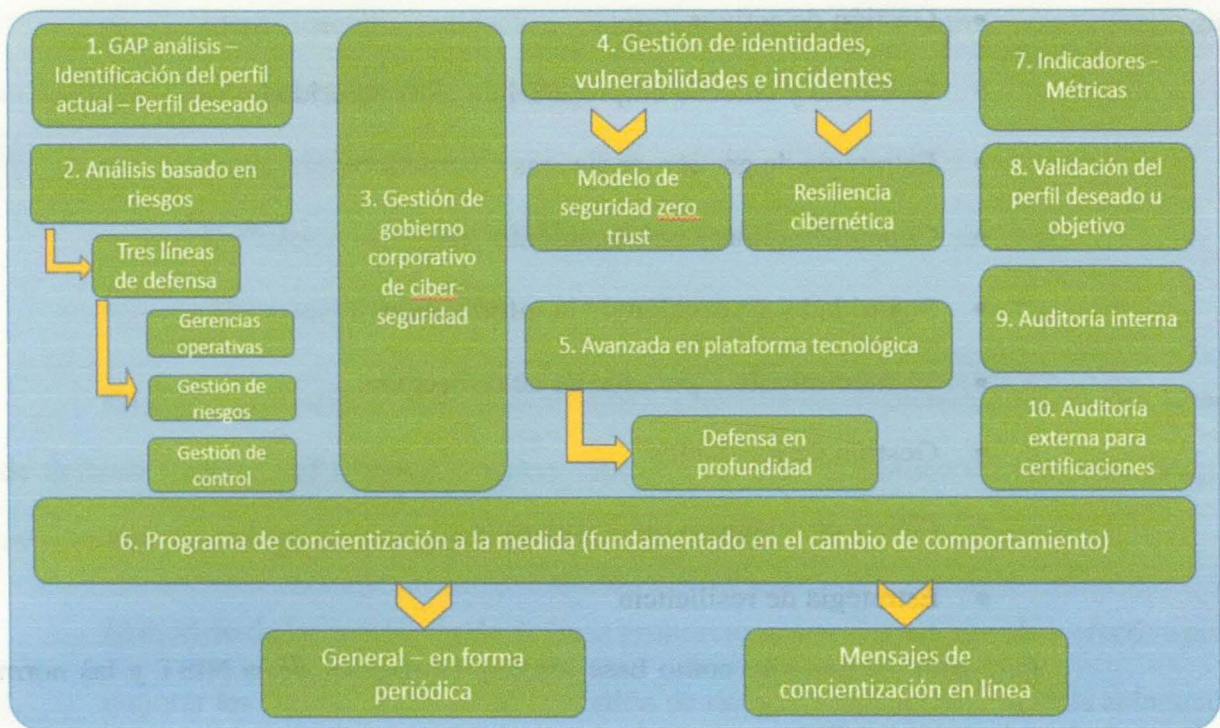 1. GAP análisis –
Identificación del perfil
actual – Perfil deseado
2. Análisis basado en
riesgos
Tres líneas
de defensa
Gerencias
operativas
Gestión de
riesgos
Gestión de
control
3. Gestión de
gobierno
corporativo
de ciber-
seguridad
4. Gestión de identidades,
vulnerabilidades e incidentes
Modelo de
seguridad zero
trust
Resiliencia
cibernética
5. Avanzada en plataforma tecnológica
Defensa en
profundidad
7. Indicadores -
Métricas
8. Validación del
perfil deseado u
objetivo
9. Auditoría interna
10. Auditoría
externa para
certificaciones
6. Programa de concientización a la medida (fundamentado en el cambio de comportamiento)
General – en forma
periódica
Mensajes de
concientización en línea